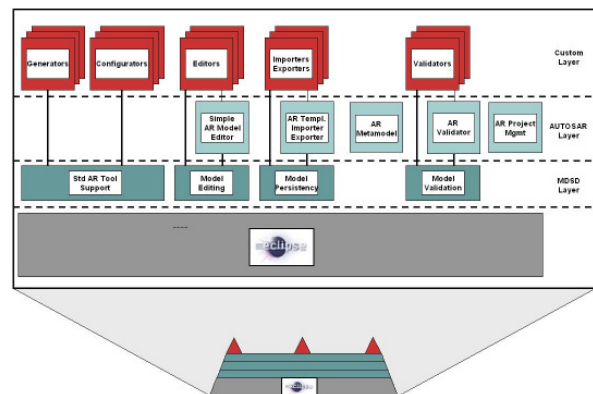 Generators
Configurators
Editors
Importers
Exporters
Validators
Custom
Layer
Simple
AR Model
Editor
AR Templ.
Importer
Exporter
AR
Metamodel
AR
Validator
AR Project
Mgmt
AUTOSAR
Layer
Std AR Tool
Support
Model
Editing
Model
Persistency
Model
Validation
MDSD
Layer
eclipse
eclipse